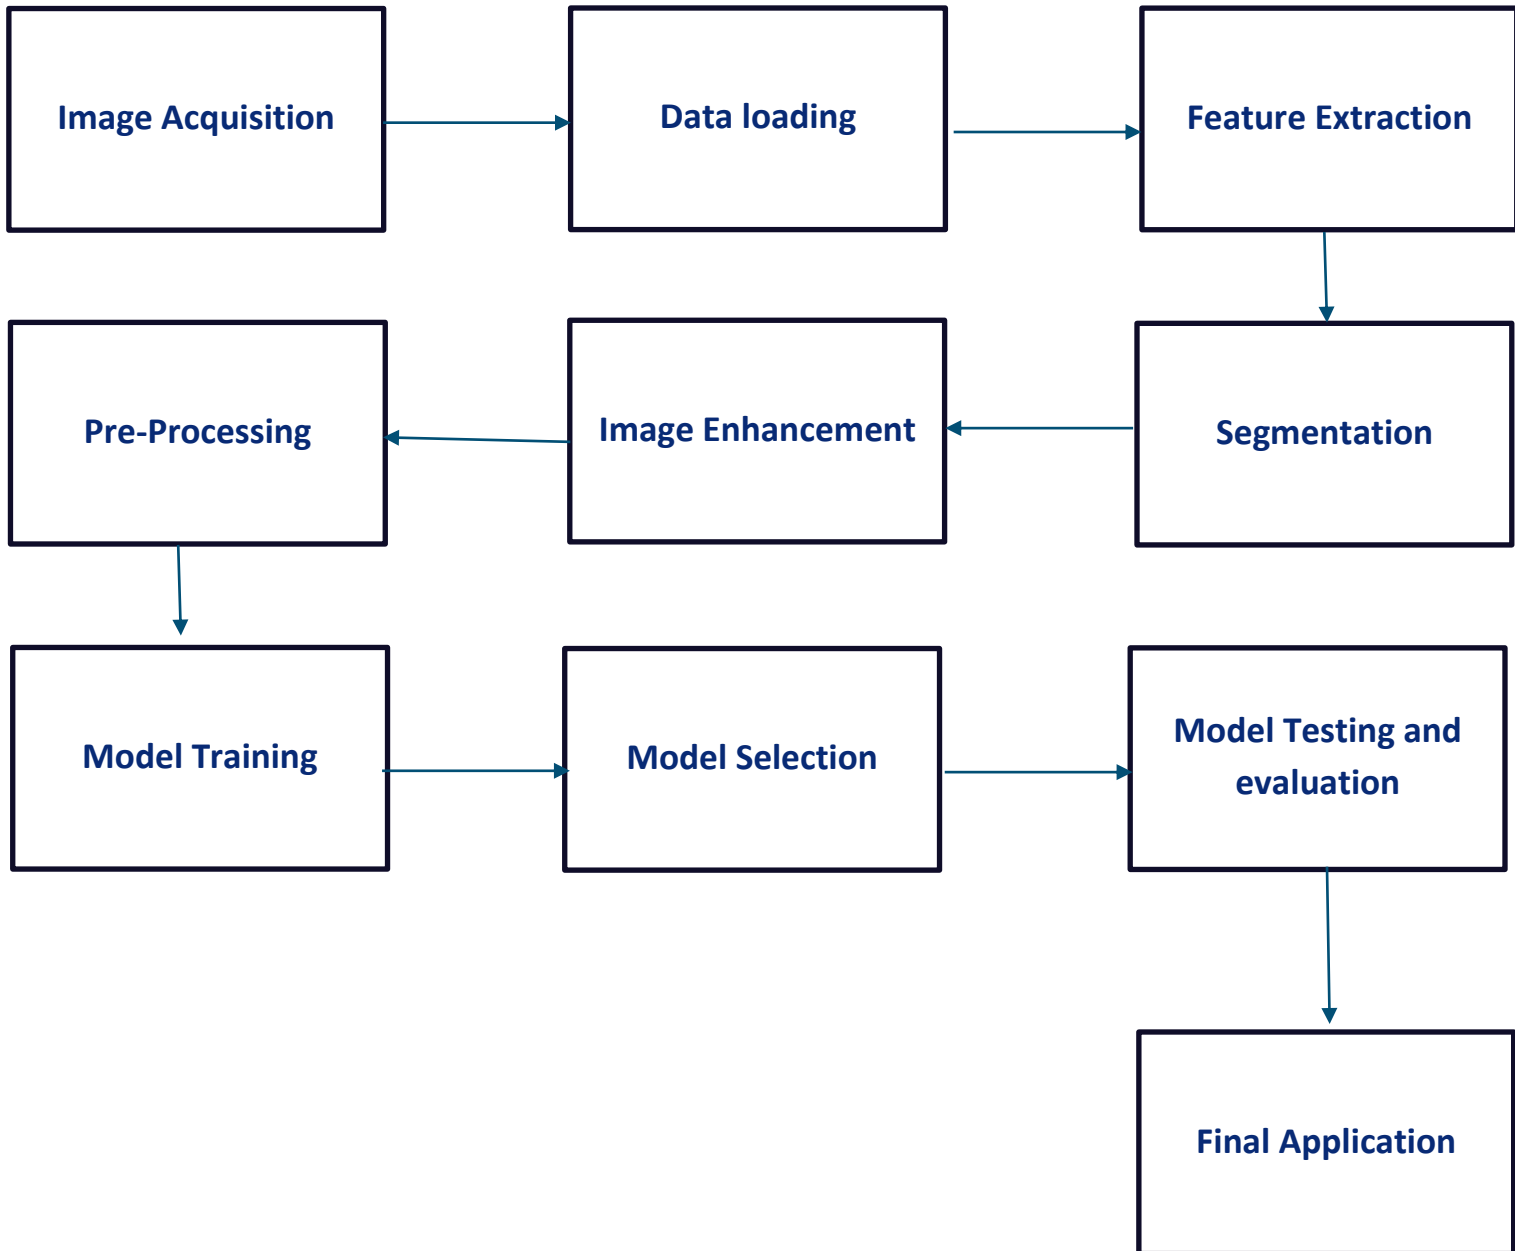 Image Acquisition
Data loading
Feature Extraction
Pre-Processing
Image Enhancement
Segmentation
Model Training
Model Selection
Model Testing and
evaluation
Final Application